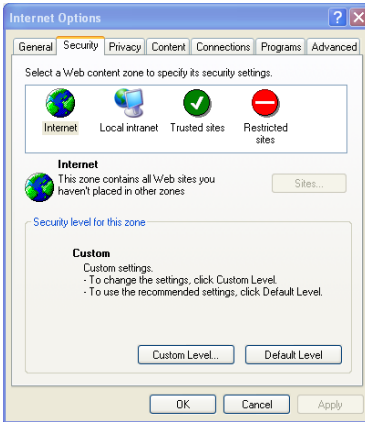 Internet Options
General Security Privacy Content Connections Programs Advanced
Select a Web content zone to specify its security settings.
Internet Local intranet Trusted sites Restricted
sites
Internet
This zone contains all Web sites you
haven't placed in other zones
Sites...
Security level for this zone
Custom
Custom settings.
- To change the settings, click Custom Level.
- To use the recommended settings, click Default Level.
Custom Level... Default Level
OK Cancel Apply